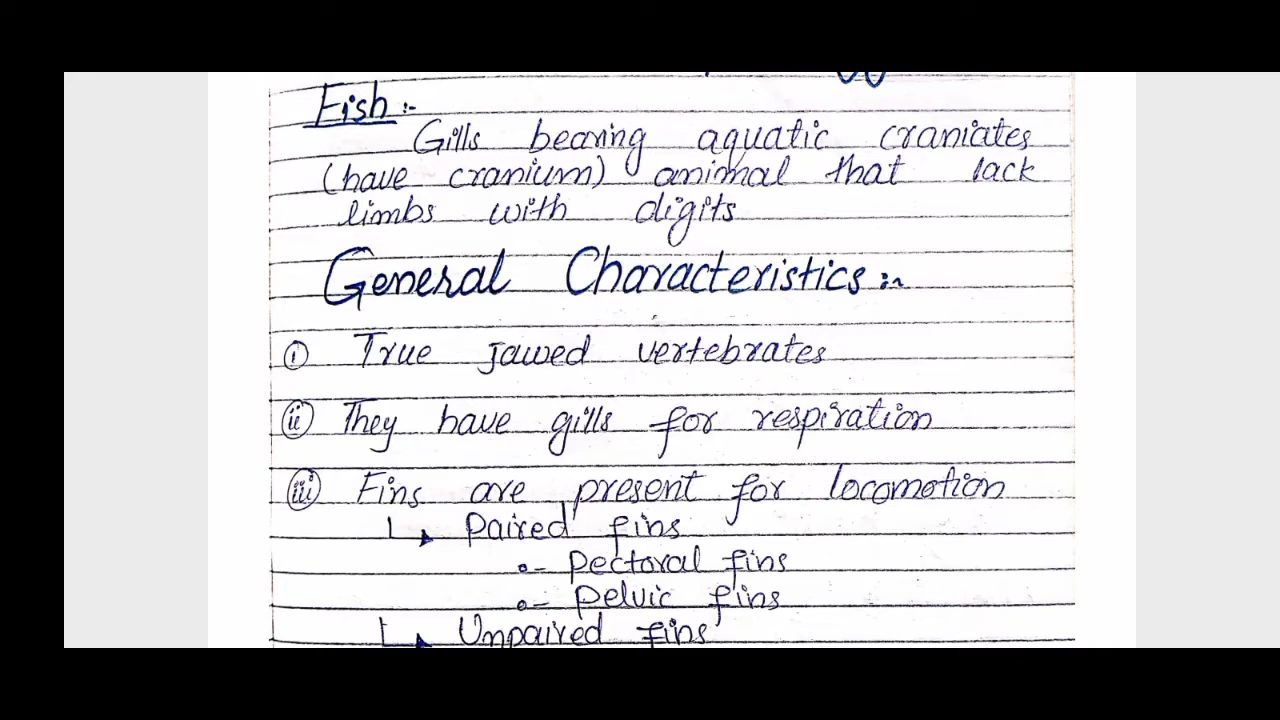 Fish :-
Gills bearing aquatic craniates
(have cranium) animal that lack
limbs with digits
General Characteristics :-
(i) True jawed vertebrates
(ii) They have gills for respiration
(iii) Fins are present for locomotion
↳ Paired fins
o- Pectoral fins
o- Pelvic fins
↳ Unpaired fins